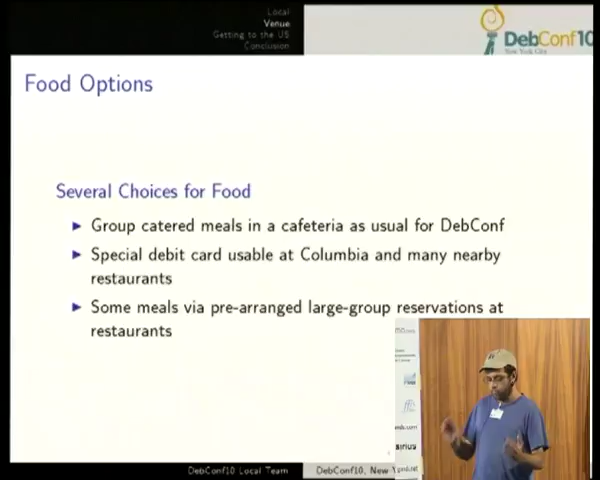 Local
Venue
Getting to the US
Conclusion
DebConf10
New York City
Food Options
Several Choices for Food
Group catered meals in a cafeteria as usual for DebConf
Special debit card usable at Columbia and many nearby
restaurants
Some meals via pre-arranged large-group reservations at
restaurants
DebConf10 Local Team
DebConf10, New Y